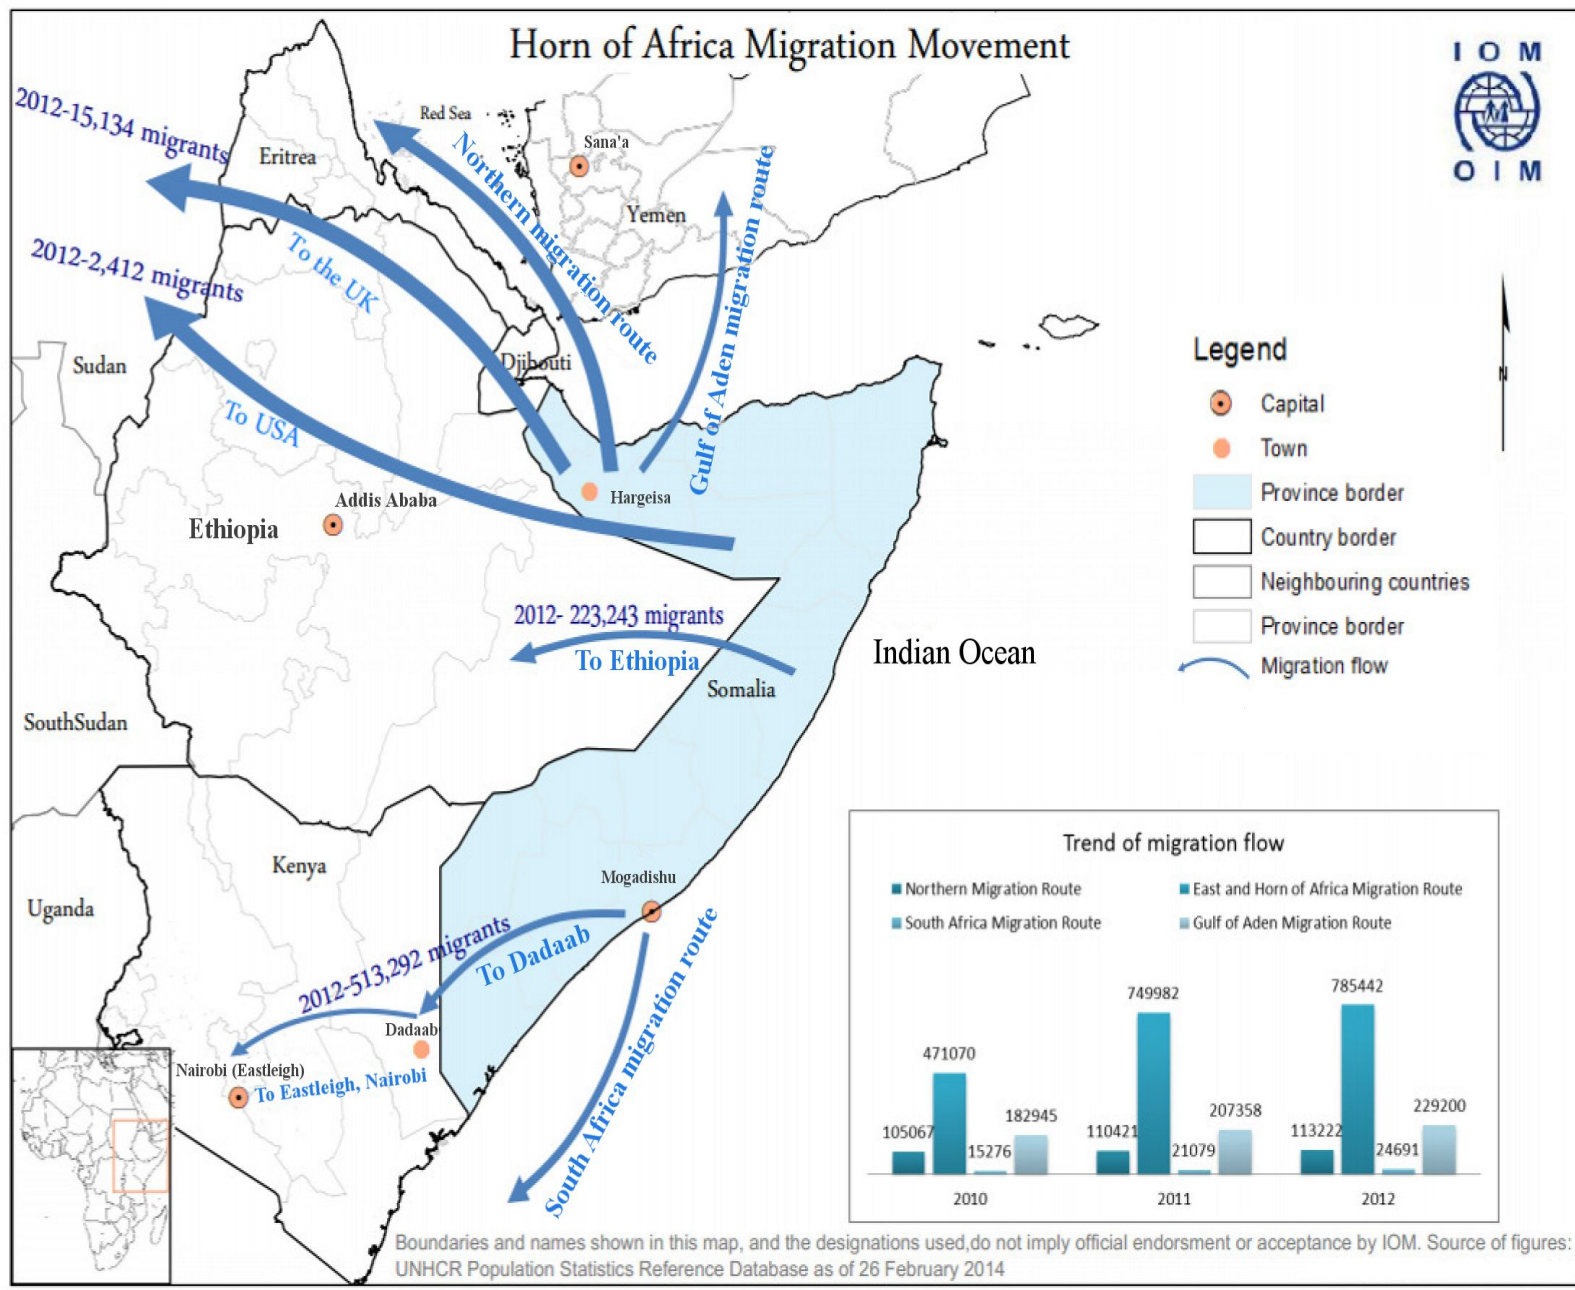 Horn of Africa Migration Movement
I O M
O I M
2012-15,134 migrants
Red Sea
Sana'a
Eritrea
Northern migration route
Yemen
Gulf of Aden migration route
2012-2,412 migrants
To the UK
Sudan
Djibouti
To USA
Hargeisa
Addis Ababa
Ethiopia
Legend
Capital
Town
Province border
Country border
Neighbouring countries
Province border
Migration flow
N
2012- 223,243 migrants
To Ethiopia
Indian Ocean
Somalia
SouthSudan
Kenya
Uganda
Mogadishu
2012-513,292 migrants
To Dadaab
South Africa migration route
Dadaab
Nairobi (Eastleigh)
To Eastleigh, Nairobi
Trend of migration flow
Northern Migration Route
East and Horn of Africa Migration Route
South Africa Migration Route
Gulf of Aden Migration Route
105067
471070
15276
182945
110421
749982
21079
207358
113222
785442
24691
229200
2010
2011
2012
Boundaries and names shown in this map, and the designations used,do not imply official endorsment or acceptance by IOM. Source of figures:
UNHCR Population Statistics Reference Database as of 26 February 2014